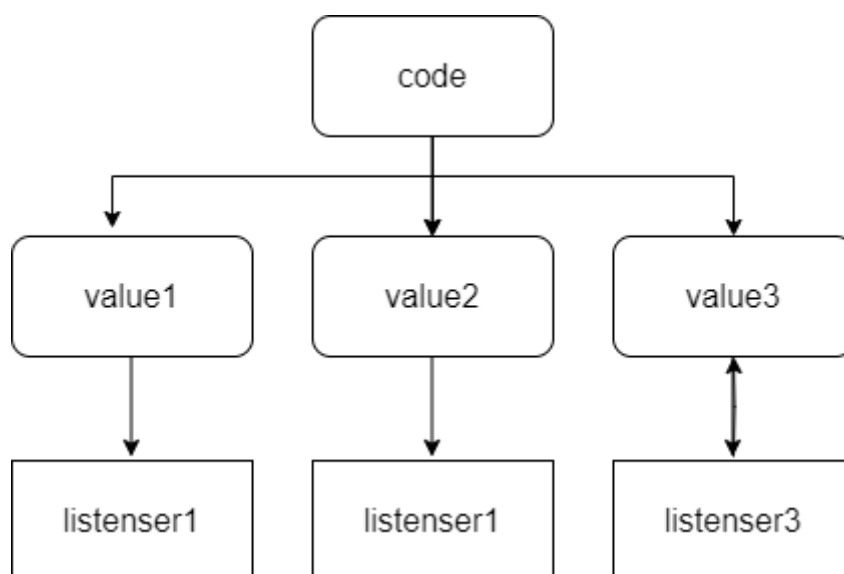 code
value1
value2
value3
listenser1
listenser1
listenser3